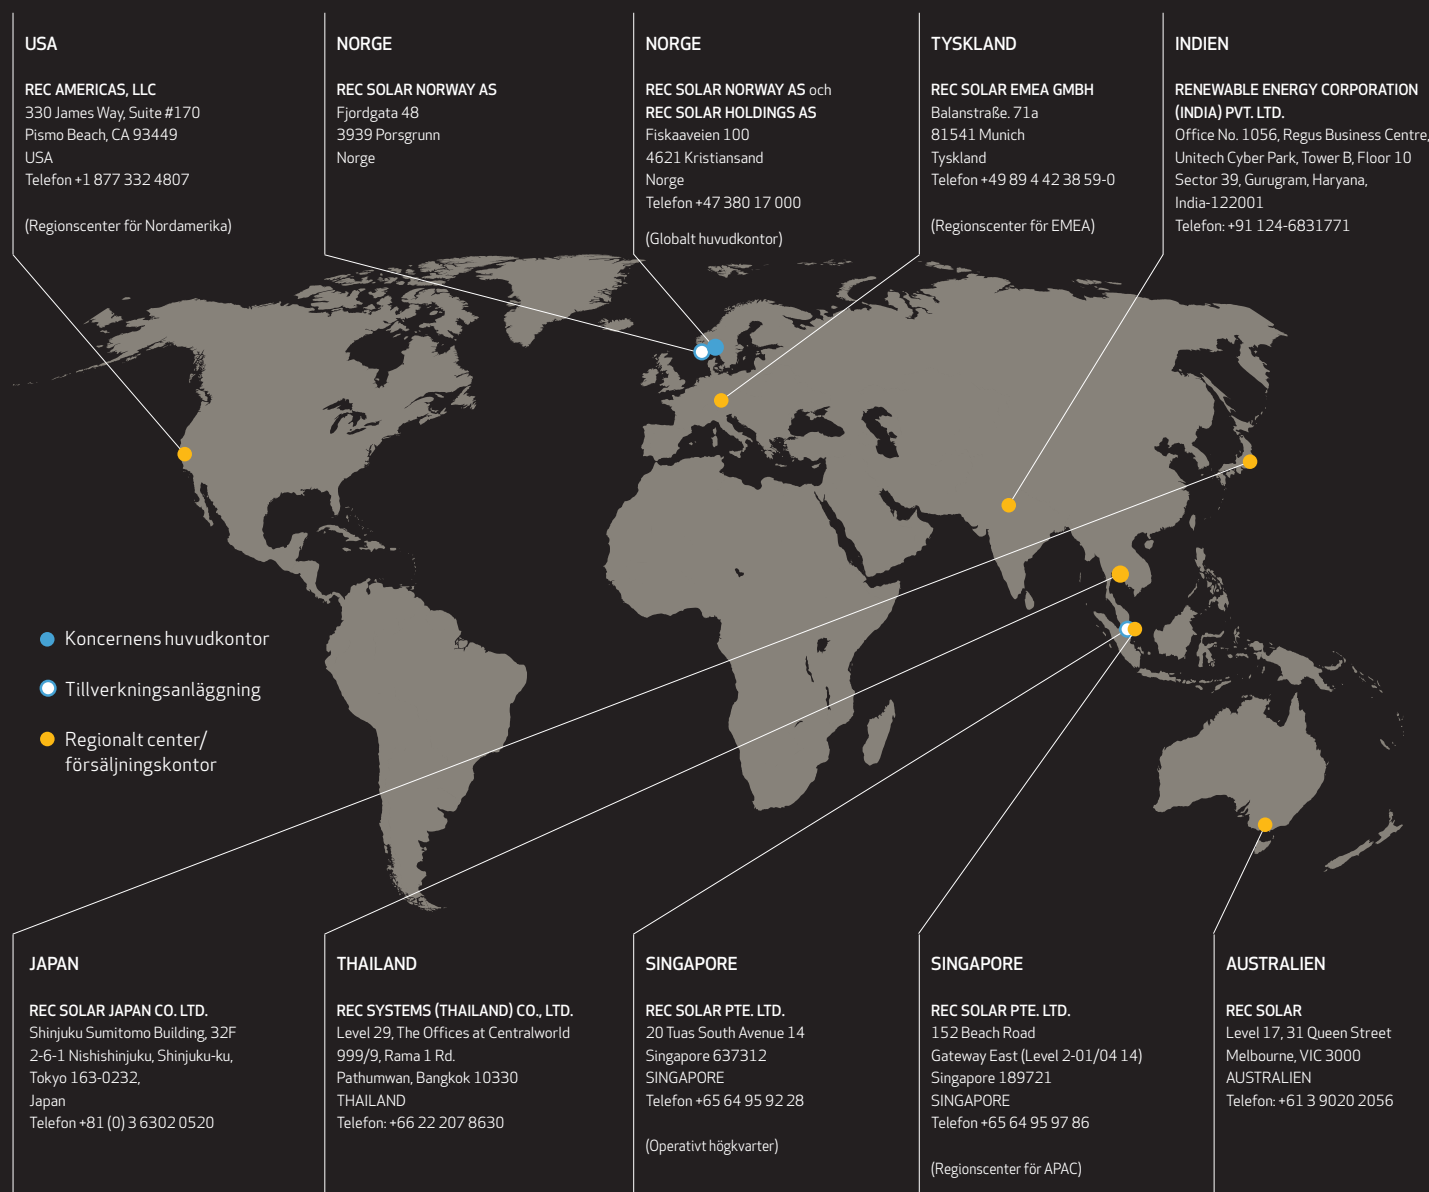 USA
REC AMERICAS, LLC
330 James Way, Suite #170
Pismo Beach, CA 93449
USA
Telefon +1 877 332 4807
(Regionscenter för Nordamerika)
NORGE
REC SOLAR NORWAY AS
Fjordgata 48
3939 Porsgrunn
Norge
NORGE
REC SOLAR NORWAY AS och
REC SOLAR HOLDINGS AS
Fiskaaveien 100
4621 Kristiansand
Norge
Telefon +47 380 17 000
(Globalt huvudkontor)
TYSKLAND
REC SOLAR EMEA GMBH
Balanstraße. 71a
81541 Munich
Tyskland
Telefon +49 89 4 42 38 59-0
(Regionscenter för EMEA)
INDIEN
RENEWABLE ENERGY CORPORATION
(INDIA) PVT. LTD.
Office No. 1056, Regus Business Centre,
Unitech Cyber Park, Tower B, Floor 10
Sector 39, Gurugram, Haryana,
India-122001
Telefon: +91 124-6831771
Koncernens huvudkontor
Tillverkningsanläggning
Regionalt center/
försäljningskontor
JAPAN
REC SOLAR JAPAN CO. LTD.
Shinjuku Sumitomo Building, 32F
2-6-1 Nishishinjuku, Shinjuku-ku,
Tokyo 163-0232,
Japan
Telefon +81 (0) 3 6302 0520
THAILAND
REC SYSTEMS (THAILAND) CO., LTD.
Level 29, The Offices at Centralworld
999/9, Rama 1 Rd.
Pathumwan, Bangkok 10330
THAILAND
Telefon: +66 22 207 8630
SINGAPORE
REC SOLAR PTE. LTD.
20 Tuas South Avenue 14
Singapore 637312
SINGAPORE
Telefon +65 64 95 92 28
(Operativt högkvarter)
SINGAPORE
REC SOLAR PTE. LTD.
152 Beach Road
Gateway East (Level 2-01/04 14)
Singapore 189721
SINGAPORE
Telefon +65 64 95 97 86
(Regionscenter för APAC)
AUSTRALIEN
REC SOLAR
Level 17, 31 Queen Street
Melbourne, VIC 3000
AUSTRALIEN
Telefon: +61 3 9020 2056